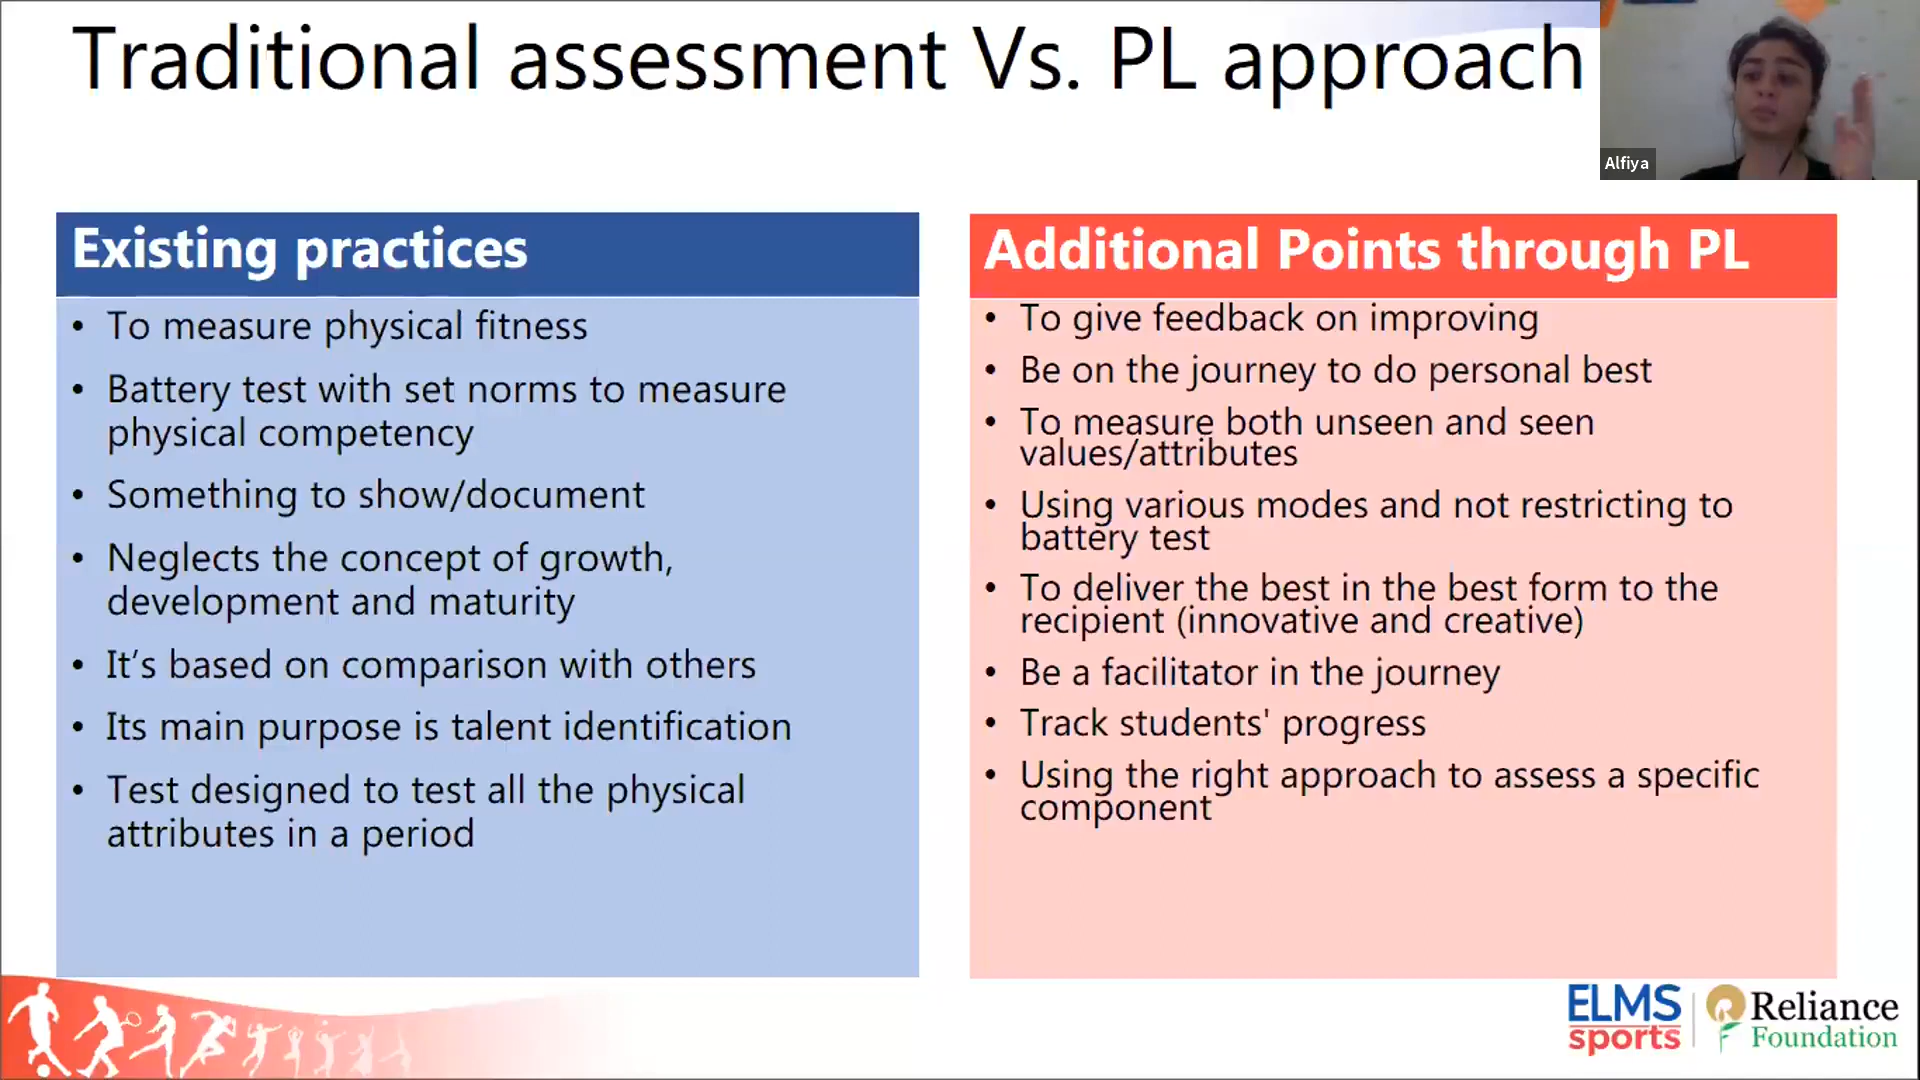 Traditional assessment Vs. PL approach
Alfiya
Existing practices
• To measure physical fitness
• Battery test with set norms to measure
physical competency
• Something to show/document
• Neglects the concept of growth,
development and maturity
• It’s based on comparison with others
• Its main purpose is talent identification
• Test designed to test all the physical
attributes in a period
Additional Points through PL
• To give feedback on improving
• Be on the journey to do personal best
• To measure both unseen and seen
values/attributes
• Using various modes and not restricting to
battery test
• To deliver the best in the best form to the
recipient (innovative and creative)
• Be a facilitator in the journey
• Track students' progress
• Using the right approach to assess a specific
component
ELMS
sports
Reliance
Foundation